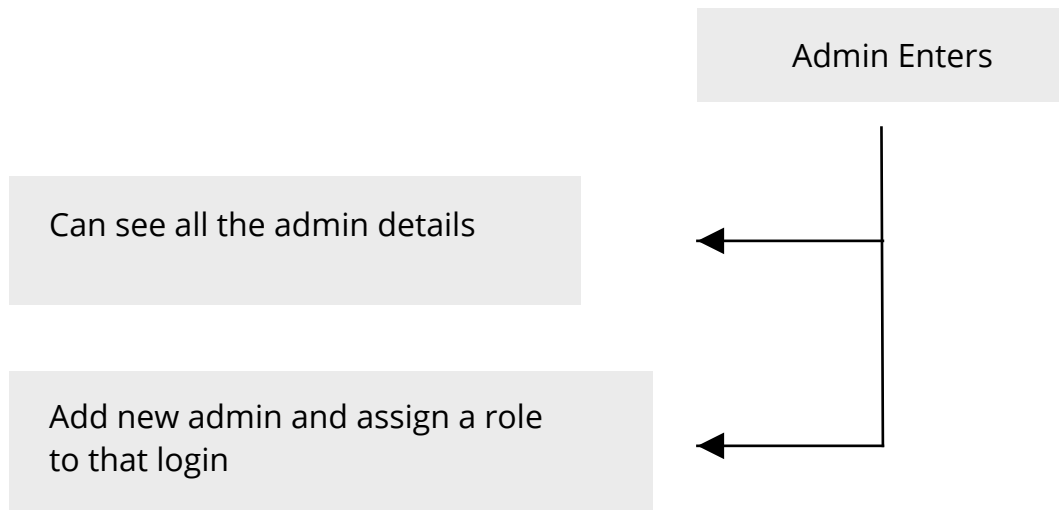 Admin Enters
Can see all the admin details
Add new admin and assign a role
to that login